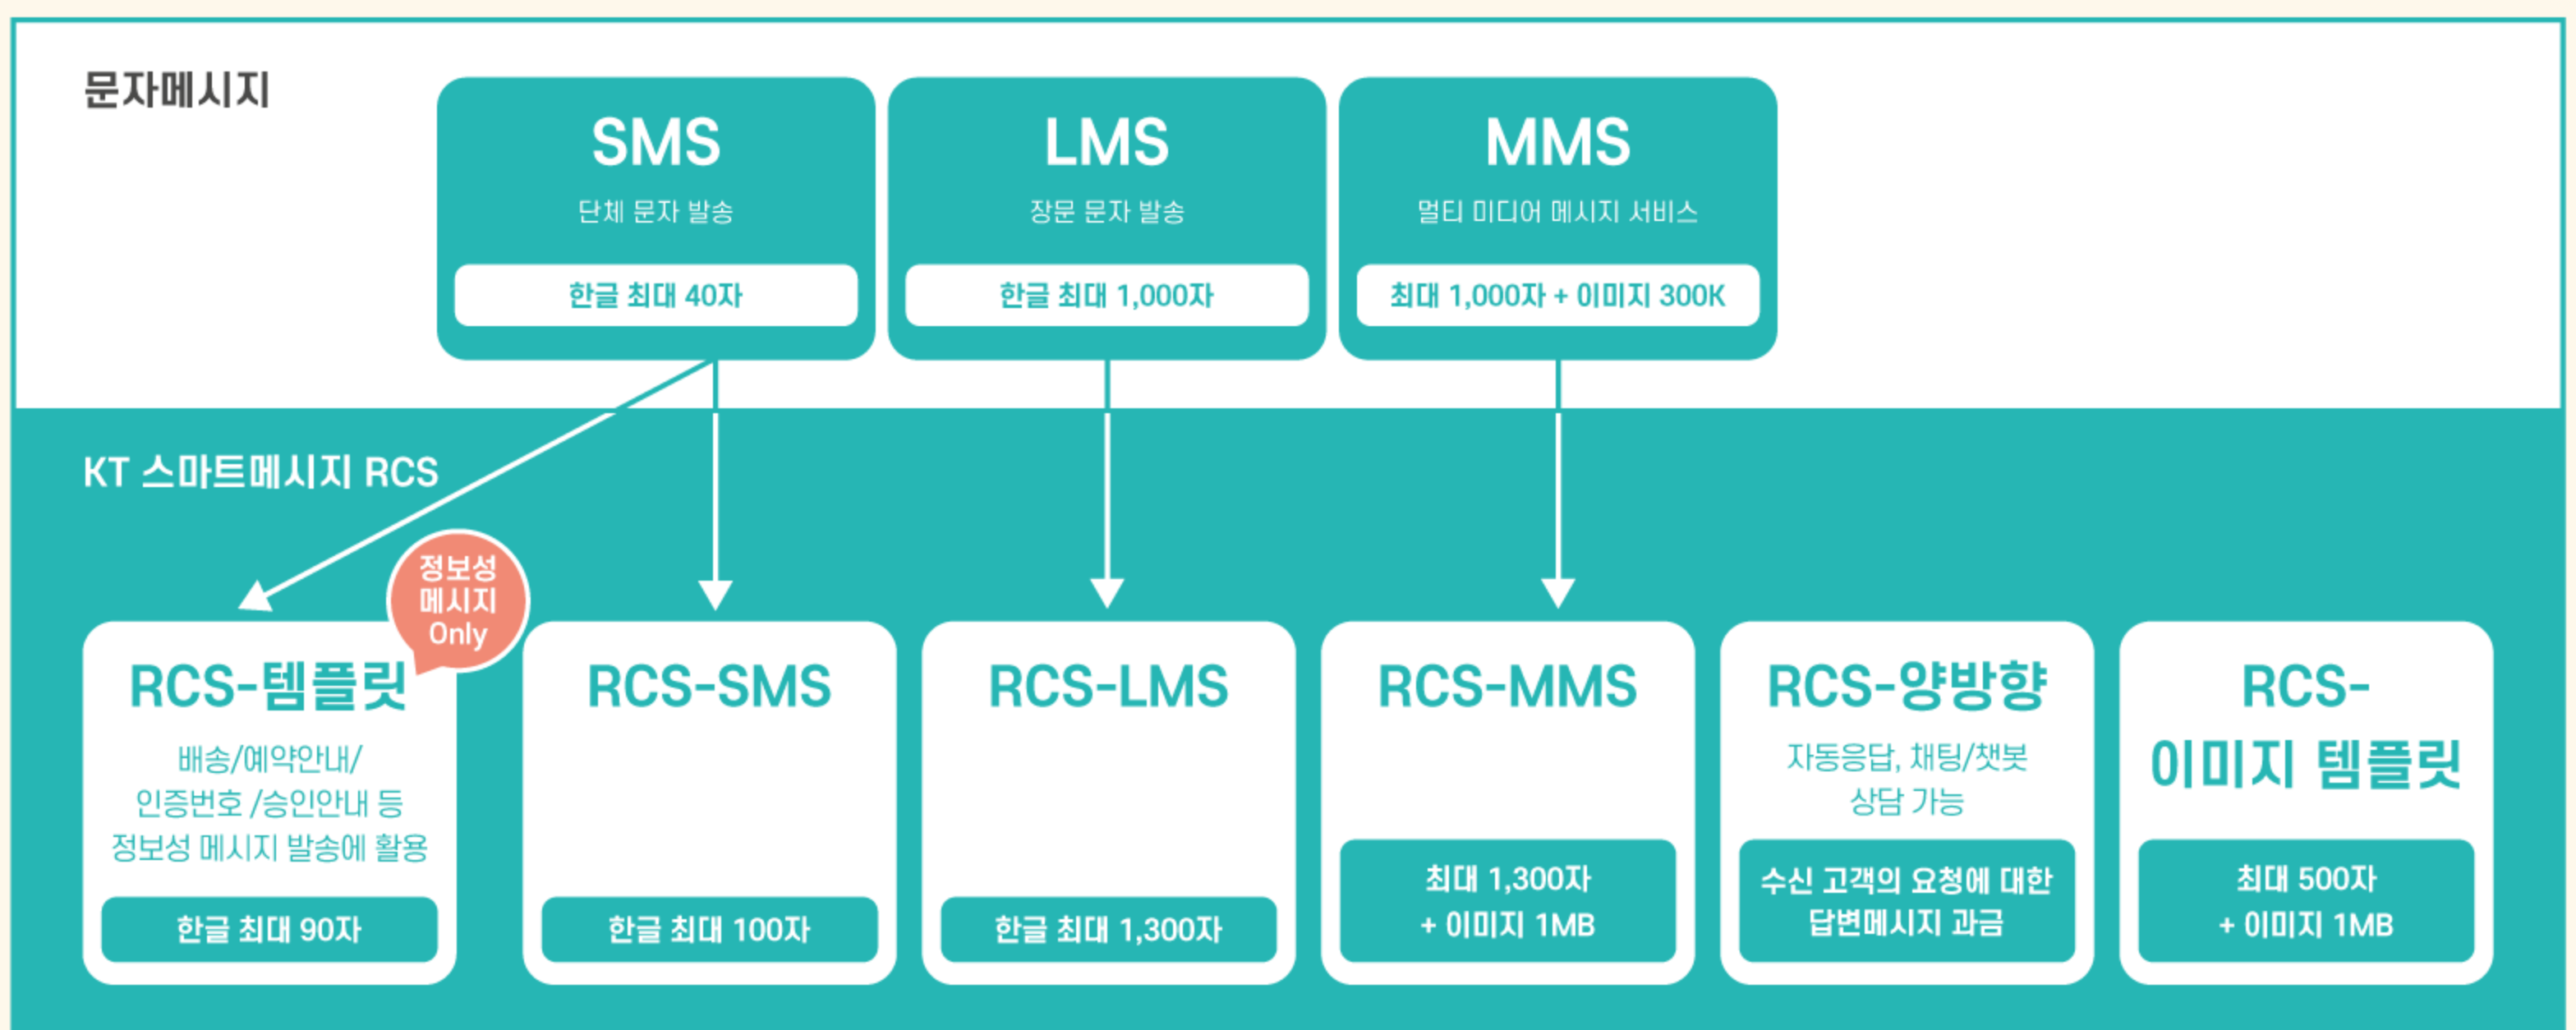 문자메시지
SMS
단체 문자 발송
한글 최대 40자
LMS
장문 문자 발송
한글 최대 1,000자
MMS
멀티 미디어 메시지 서비스
최대 1,000자 + 이미지 300K
KT 스마트메시지 RCS
정보성
메시지
Only
RCS-템플릿
배송/예약안내/
인증번호 /승인안내 등
정보성 메시지 발송에 활용
한글 최대 90자
RCS-SMS
한글 최대 100자
RCS-LMS
한글 최대 1,300자
RCS-MMS
최대 1,300자
+ 이미지 1MB
RCS-양방향
자동응답, 채팅/챗봇
상담 가능
수신 고객의 요청에 대한
답변메시지 과금
RCS-
이미지 템플릿
최대 500자
+ 이미지 1MB